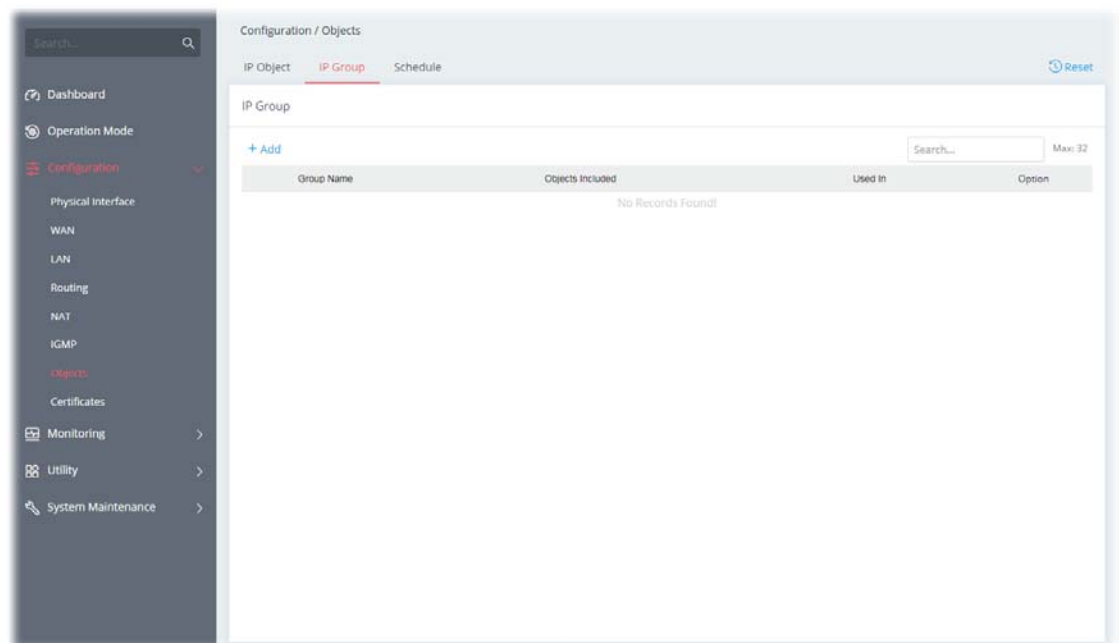 Search...
Dashboard
Operation Mode
Configuration
Physical Interface
WAN
LAN
Routing
NAT
IGMP
Objects
Certificates
Monitoring
Utility
System Maintenance
Configuration / Objects
IP Object IP Group Schedule Reset
IP Group
+ Add Search... Max: 32
Group Name Objects Included Used In Option
No Records Found!